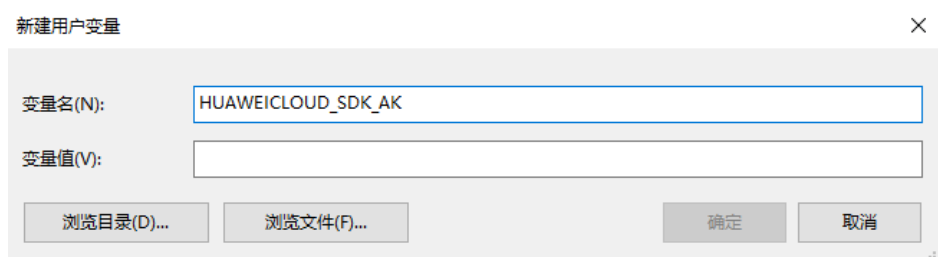 新建用户变量
变量名(N): HUAWEICLOUD_SDK_AK
变量值(V):
浏览目录(D)... 浏览文件(F)... 确定 取消